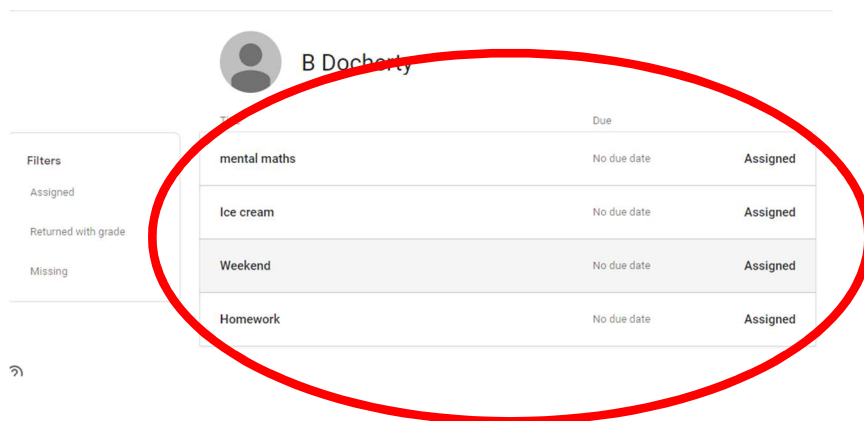 B Docherty
Due
Filters
mental maths No due date Assigned
Assigned
Ice cream No due date Assigned
Returned with grade
Weekend No due date Assigned
Missing
Homework No due date Assigned